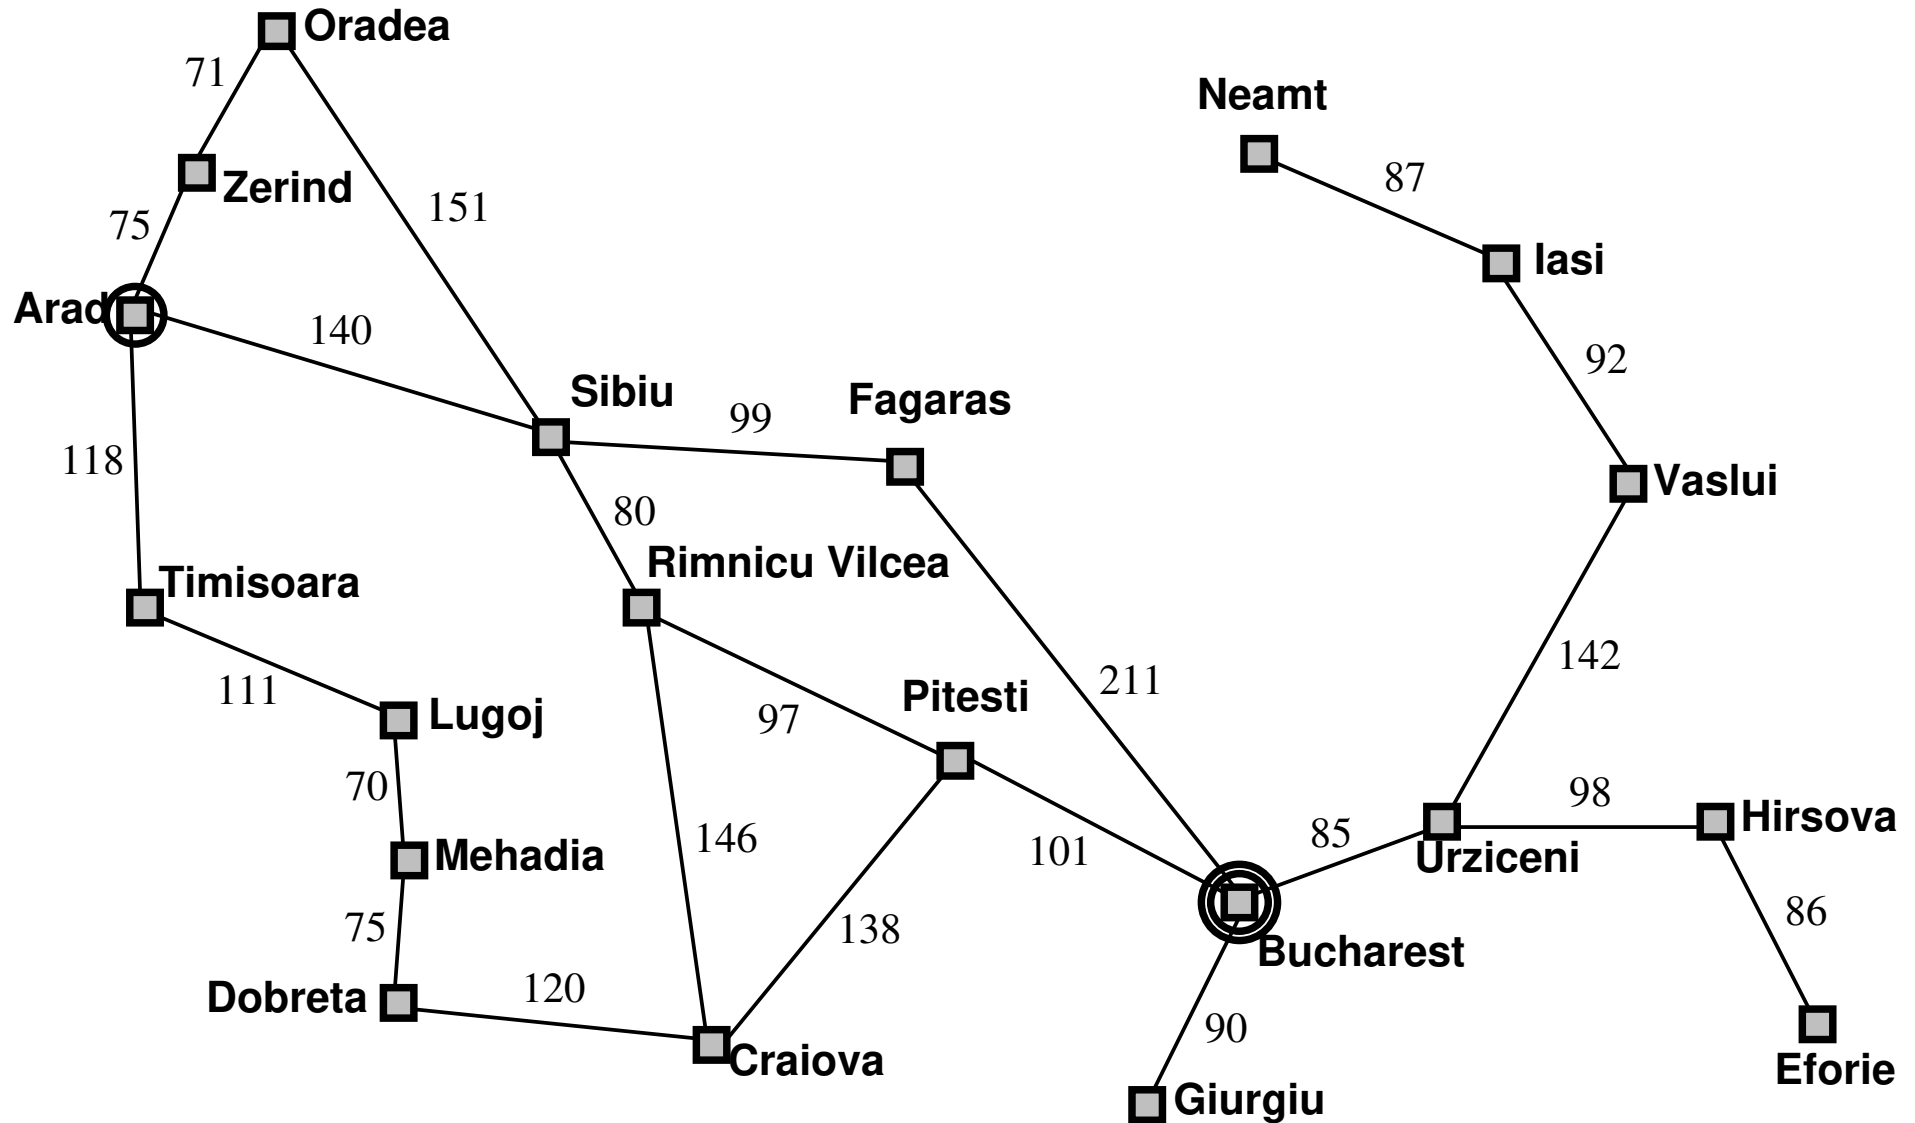 Oradea
71
Neamt
87
Zerind
151
75
Iasi
Arad
140
92
Sibiu
Fagaras
99
118
Vaslui
80
Rimnicu Vilcea
Timisoara
142
211
111
Pitesti
Lugoj
97
70
98
Hirsova
85
146
101
Urziceni
Mehadia
86
75
138
Bucharest
Dobreta
120
90
Craiova
Eforie
Giurgiu